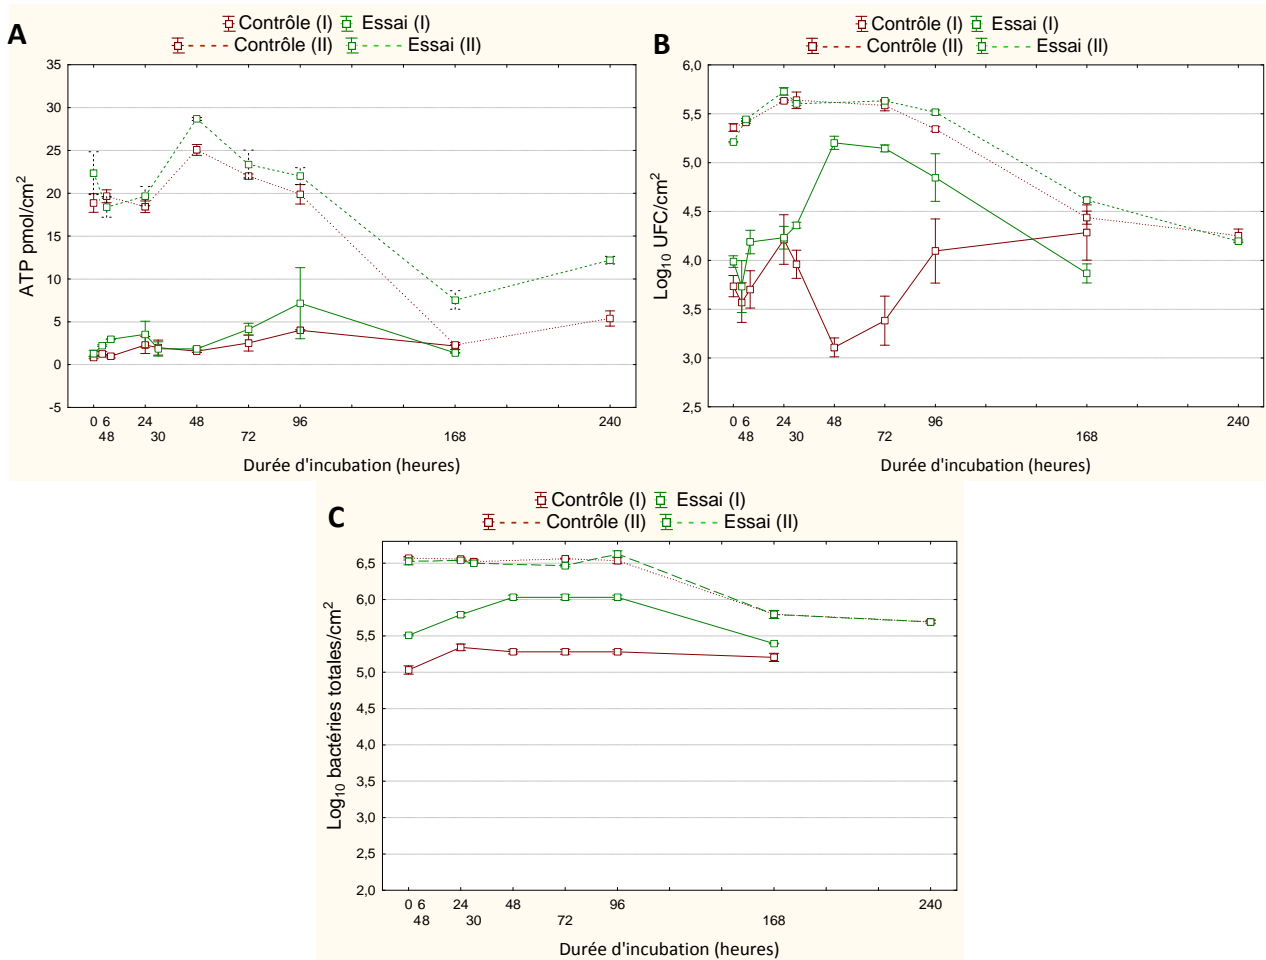 A
Contrôle (I) Essai (I)
Contrôle (II) Essai (II)
ATP pmol/cm²
35
30
25
20
15
10
5
0
-5
0 6 24 48 96 168 240
48 30 72
Durée d'incubation (heures)
B
Contrôle (I) Essai (I)
Contrôle (II) Essai (II)
Log₁₀ UFC/cm²
6,0
5,5
5,0
4,5
4,0
3,5
3,0
2,5
0 6 24 48 96 240
48 30 72 168
Durée d'incubation (heures)
C
Contrôle (I) Essai (I)
Contrôle (II) Essai (II)
Log₁₀ bactéries totales/cm²
6,5
6,0
5,5
5,0
4,5
4,0
3,5
3,0
2,5
2,0
0 6 24 48 96 240
48 30 72 168
Durée d'incubation (heures)